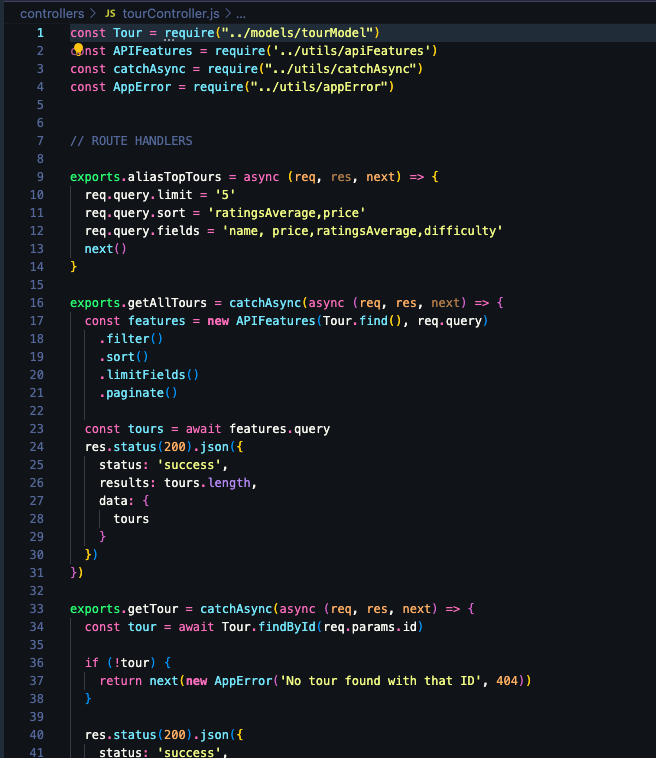 controllers > JS tourController.js > ...
1 const Tour = require("../models/tourModel")
2 const APIFeatures = require('../utils/apiFeatures')
3 const catchAsync = require("../utils/catchAsync")
4 const AppError = require("../utils/appError")
5
6
7 // ROUTE HANDLERS
8
9 exports.aliasTopTours = async (req, res, next) => {
10 req.query.limit = '5'
11 req.query.sort = 'ratingsAverage,price'
12 req.query.fields = 'name, price,ratingsAverage,difficulty'
13 next()
14 }
15
16 exports.getAllTours = catchAsync(async (req, res, next) => {
17 const features = new APIFeatures(Tour.find(), req.query)
18 .filter()
19 .sort()
20 .limitFields()
21 .paginate()
22
23 const tours = await features.query
24 res.status(200).json({
25 status: 'success',
26 results: tours.length,
27 data: {
28 tours
29 }
30 })
31 })
32
33 exports.getTour = catchAsync(async (req, res, next) => {
34 const tour = await Tour.findById(req.params.id)
35
36 if (!tour) {
37 return next(new AppError('No tour found with that ID', 404))
38 }
39
40 res.status(200).json({
41 status: 'success',